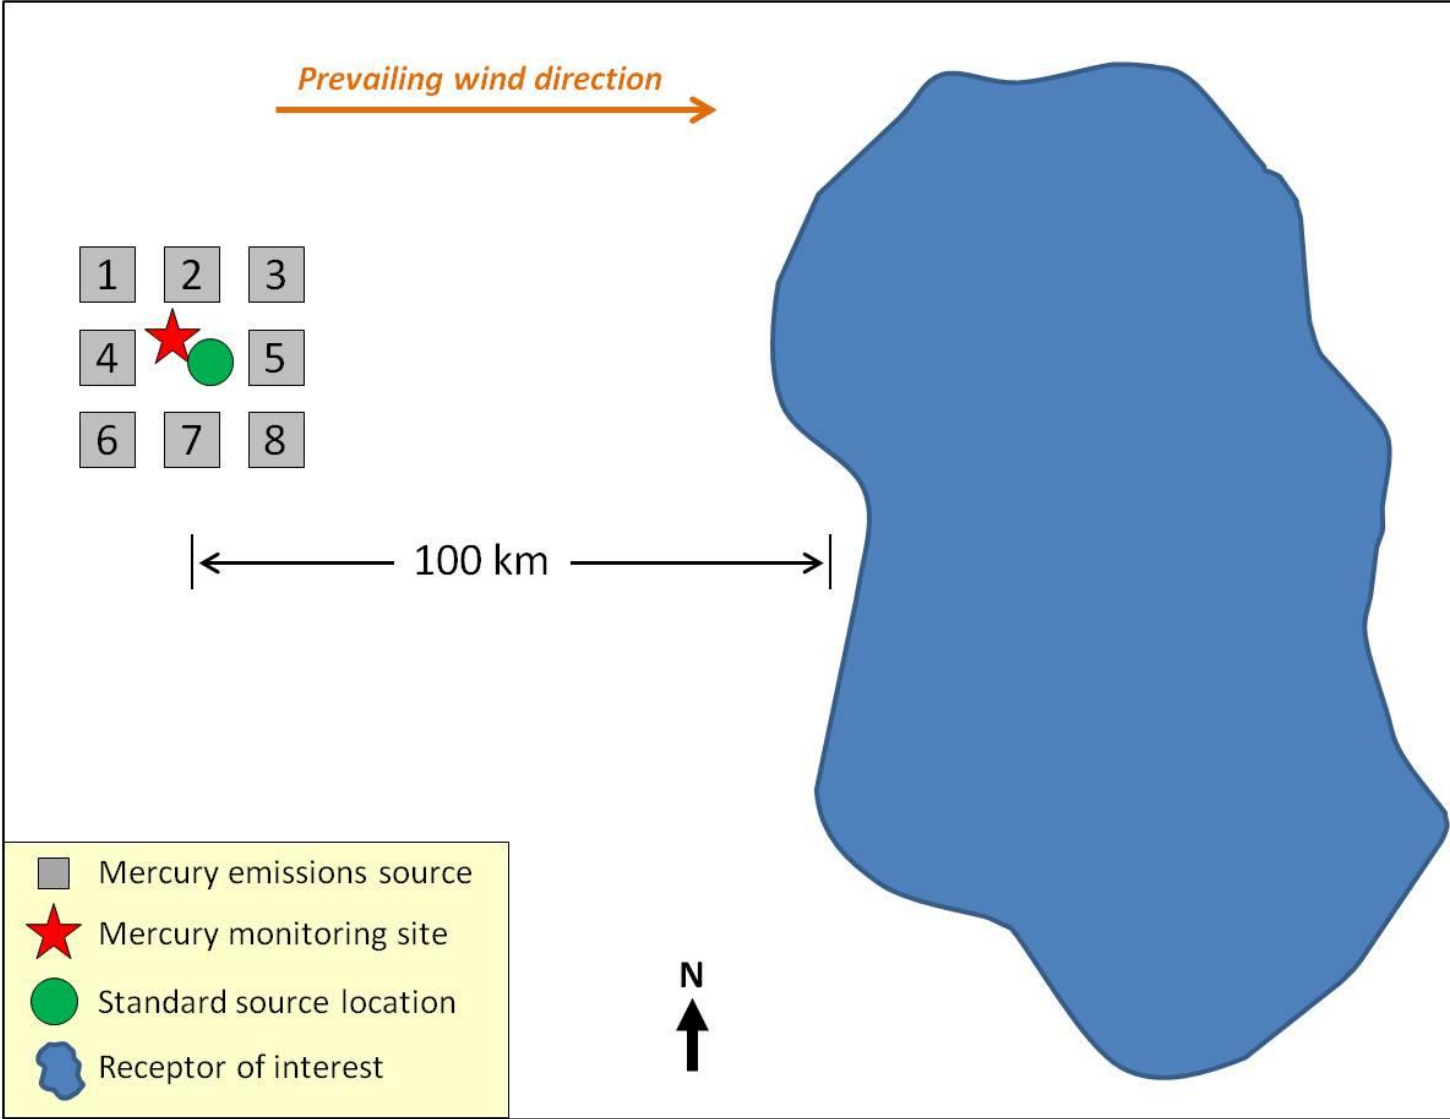 Prevailing wind direction
1 2 3
4 5
6 7 8
100 km
N
Mercury emissions source
Mercury monitoring site
Standard source location
Receptor of interest